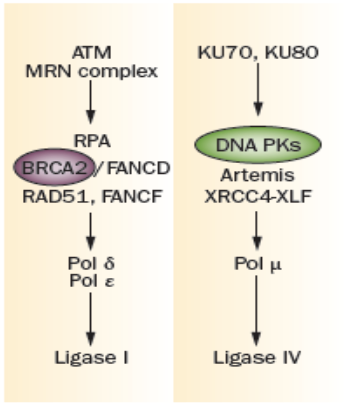 ATM
MRN complex
RPA
BRCA2/FANCD
RAD51, FANCF
Pol δ
Pol ε
Ligase I
KU70, KU80
DNA PKs
Artemis
XRCC4-XLF
Pol μ
Ligase IV